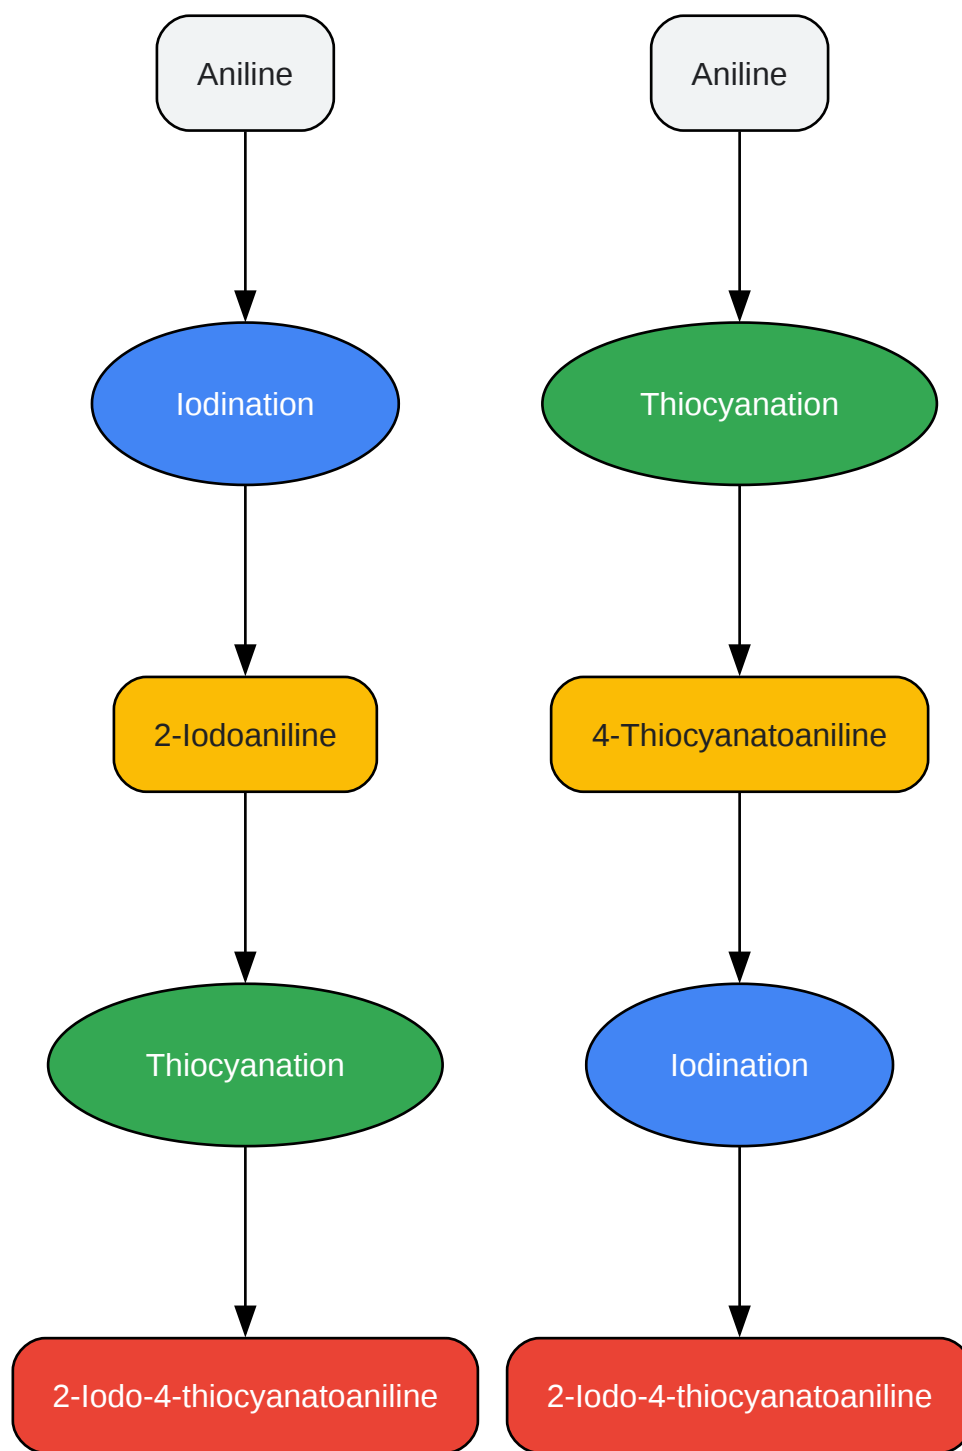 Aniline
Iodination
2-Iodoaniline
Thiocyanation
2-Iodo-4-thiocyanatoaniline
Aniline
Thiocyanation
4-Thiocyanatoaniline
Iodination
2-Iodo-4-thiocyanatoaniline